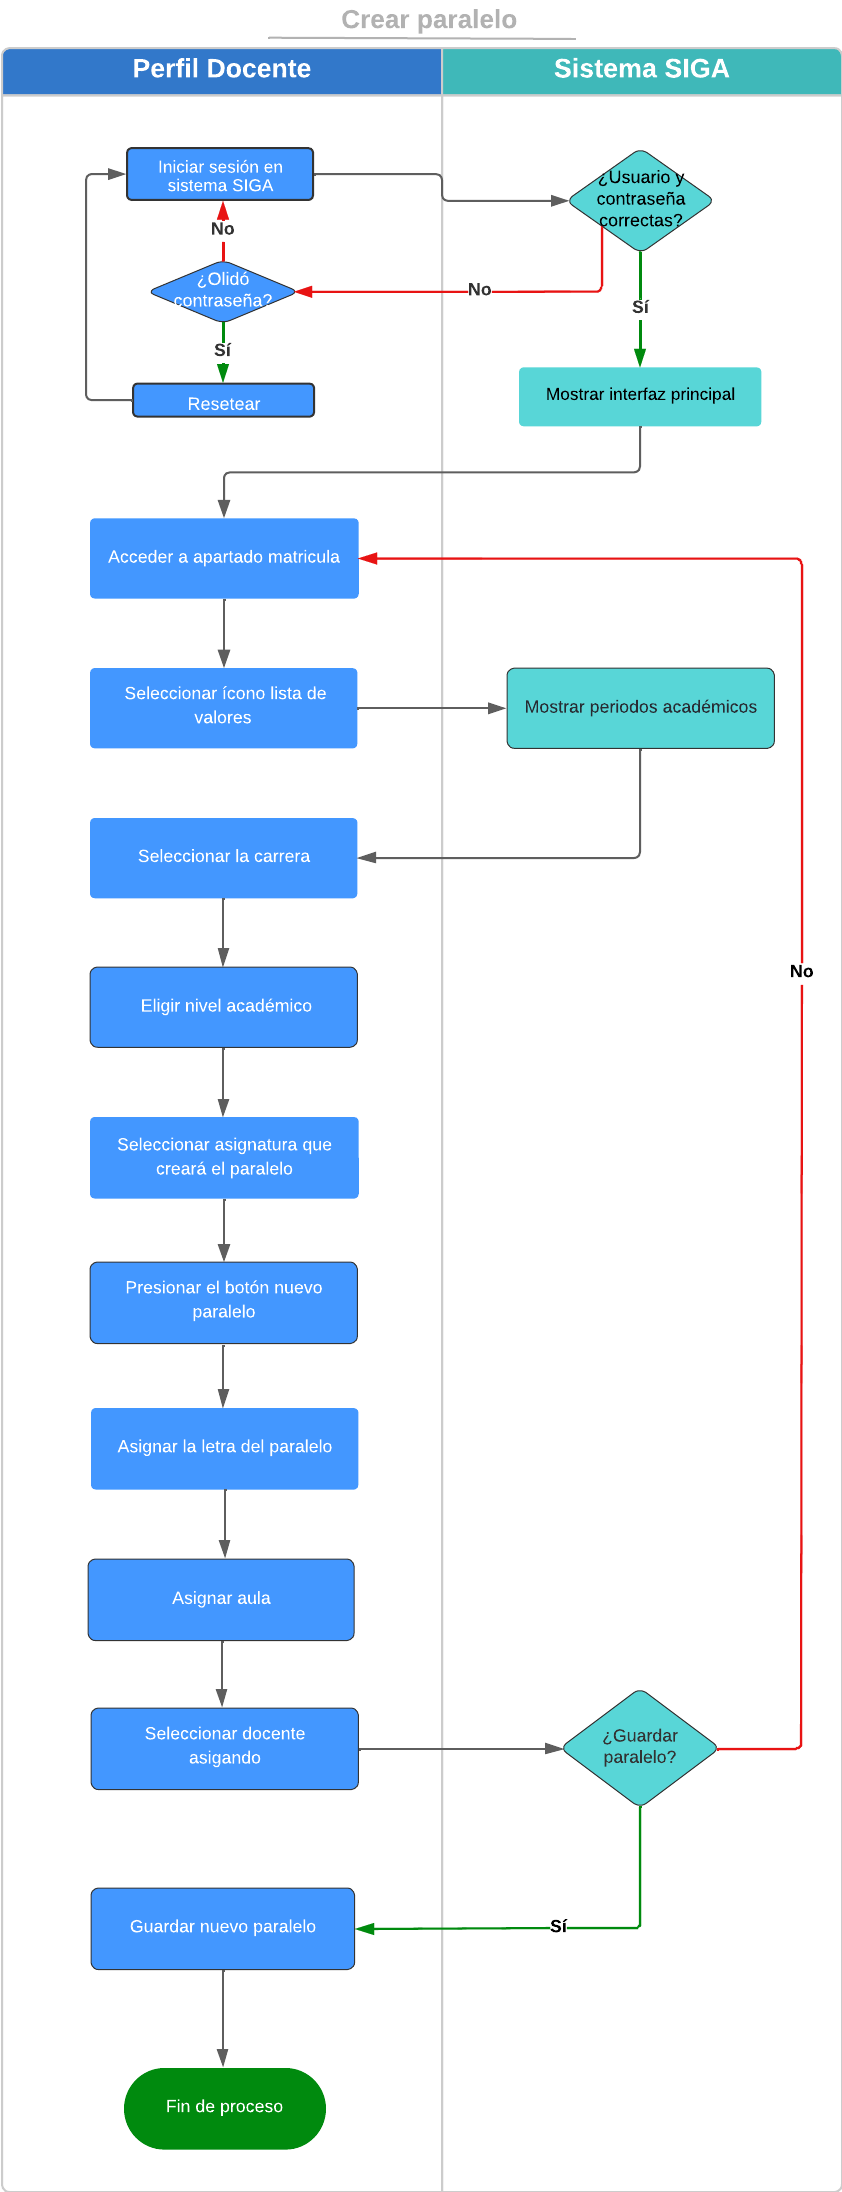 Crear paralelo
Perfil Docente
Sistema SIGA
Iniciar sesión en
sistema SIGA
¿Usuario y
contraseña
correctas?
No
¿Olidó
contraseña?
No
Sí
Sí
Resetear
Mostrar interfaz principal
Acceder a apartado matricula
Seleccionar ícono lista de
valores
Mostrar periodos académicos
Seleccionar la carrera
No
Eligir nivel académico
Seleccionar asignatura que
creará el paralelo
Presionar el botón nuevo
paralelo
Asignar la letra del paralelo
Asignar aula
Seleccionar docente
asigando
¿Guardar
paralelo?
Guardar nuevo paralelo
Sí
Fin de proceso